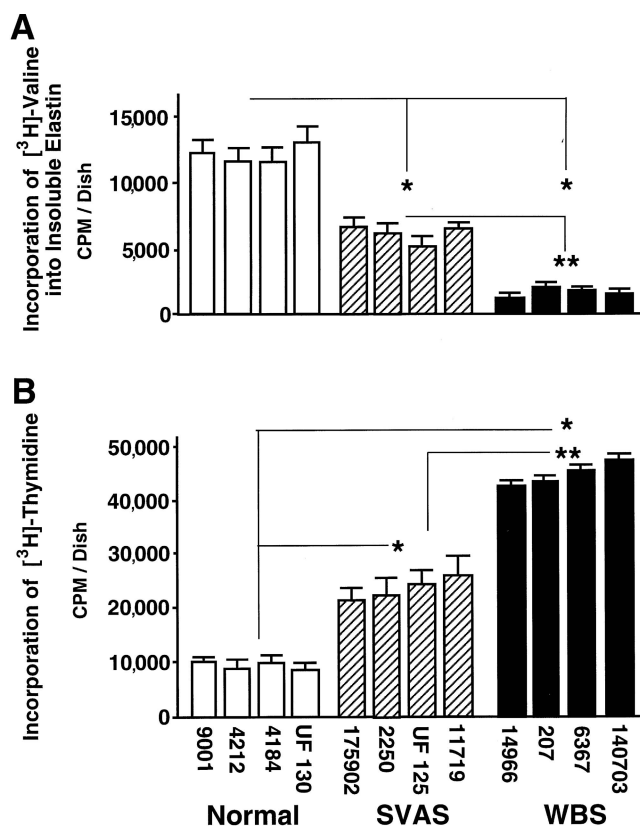 A
Incorporation of [³H]-Valine
into Insoluble Elastin
CPM / Dish
15,000
10,000
5,000
0
*
*
**
B
Incorporation of [³H]-Thymidine
CPM / Dish
50,000
40,000
30,000
20,000
10,000
0
*
**
*
9001 4212 4184 UF 130 175902 2250 UF 125 11719 14966 207 6367 140703
Normal SVAS WBS